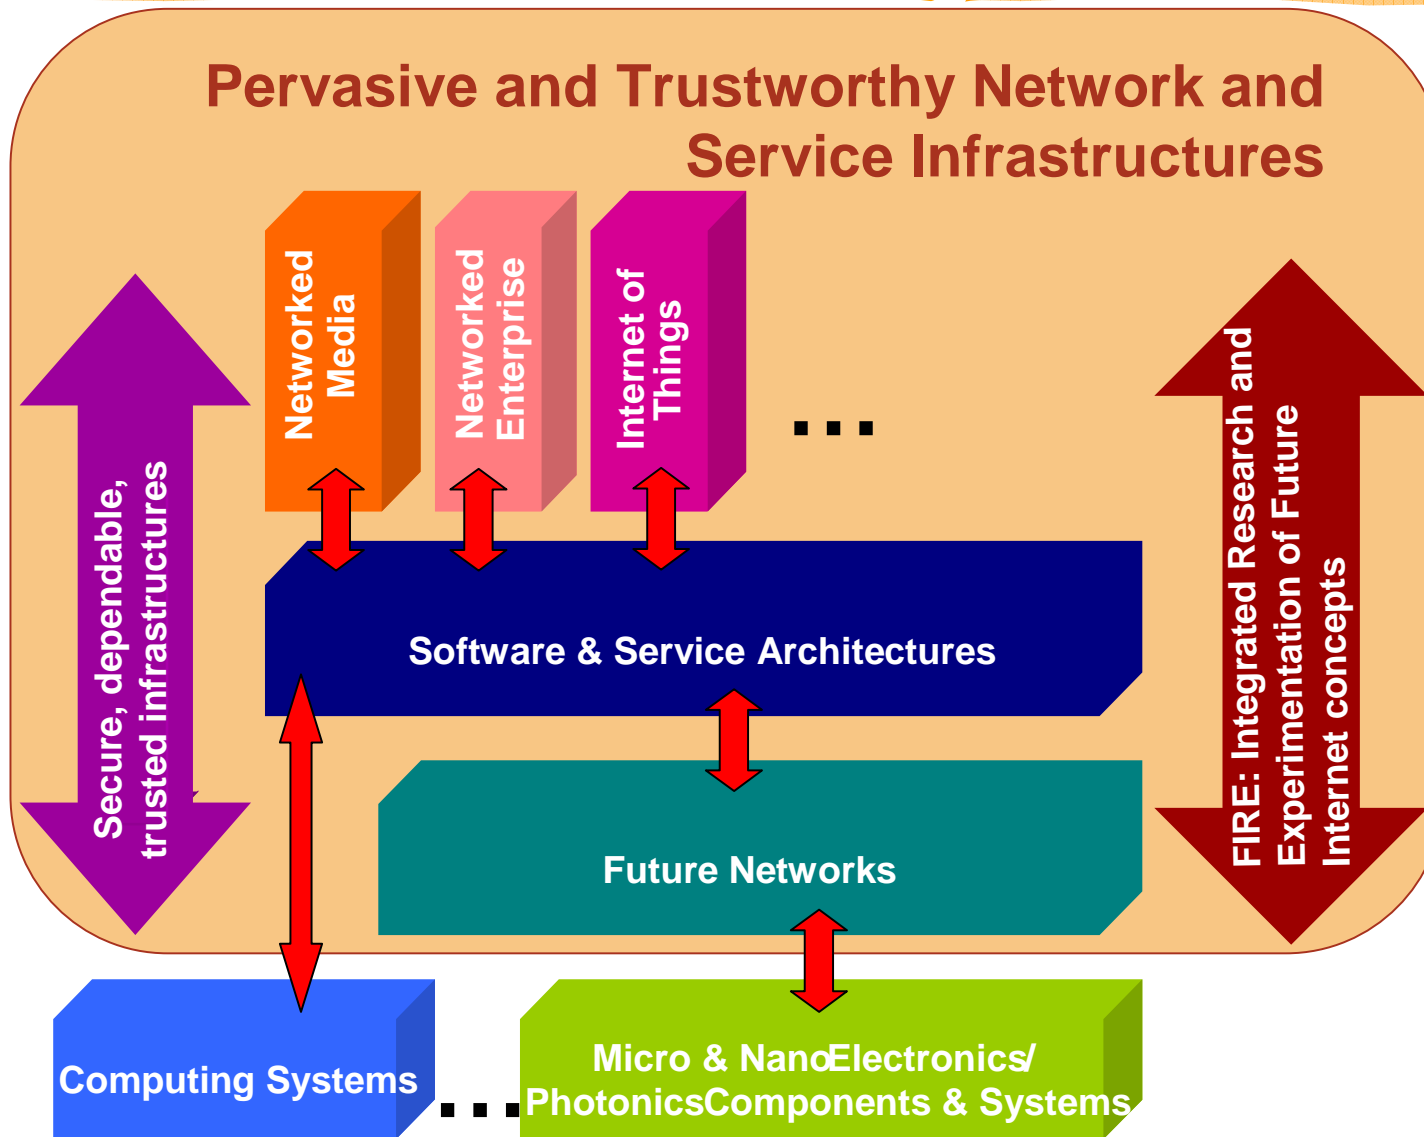 Pervasive and Trustworthy Network and
Service Infrastructures
Networked
Media
Networked
Enterprise
Internet of
Things
...
Secure, dependable,
trusted infrastructures
FIRE: Integrated Research and
Experimentation of Future
Internet concepts
Software & Service Architectures
Future Networks
Computing Systems
...
Micro & NanoElectronics/
PhotonicsComponents & Systems